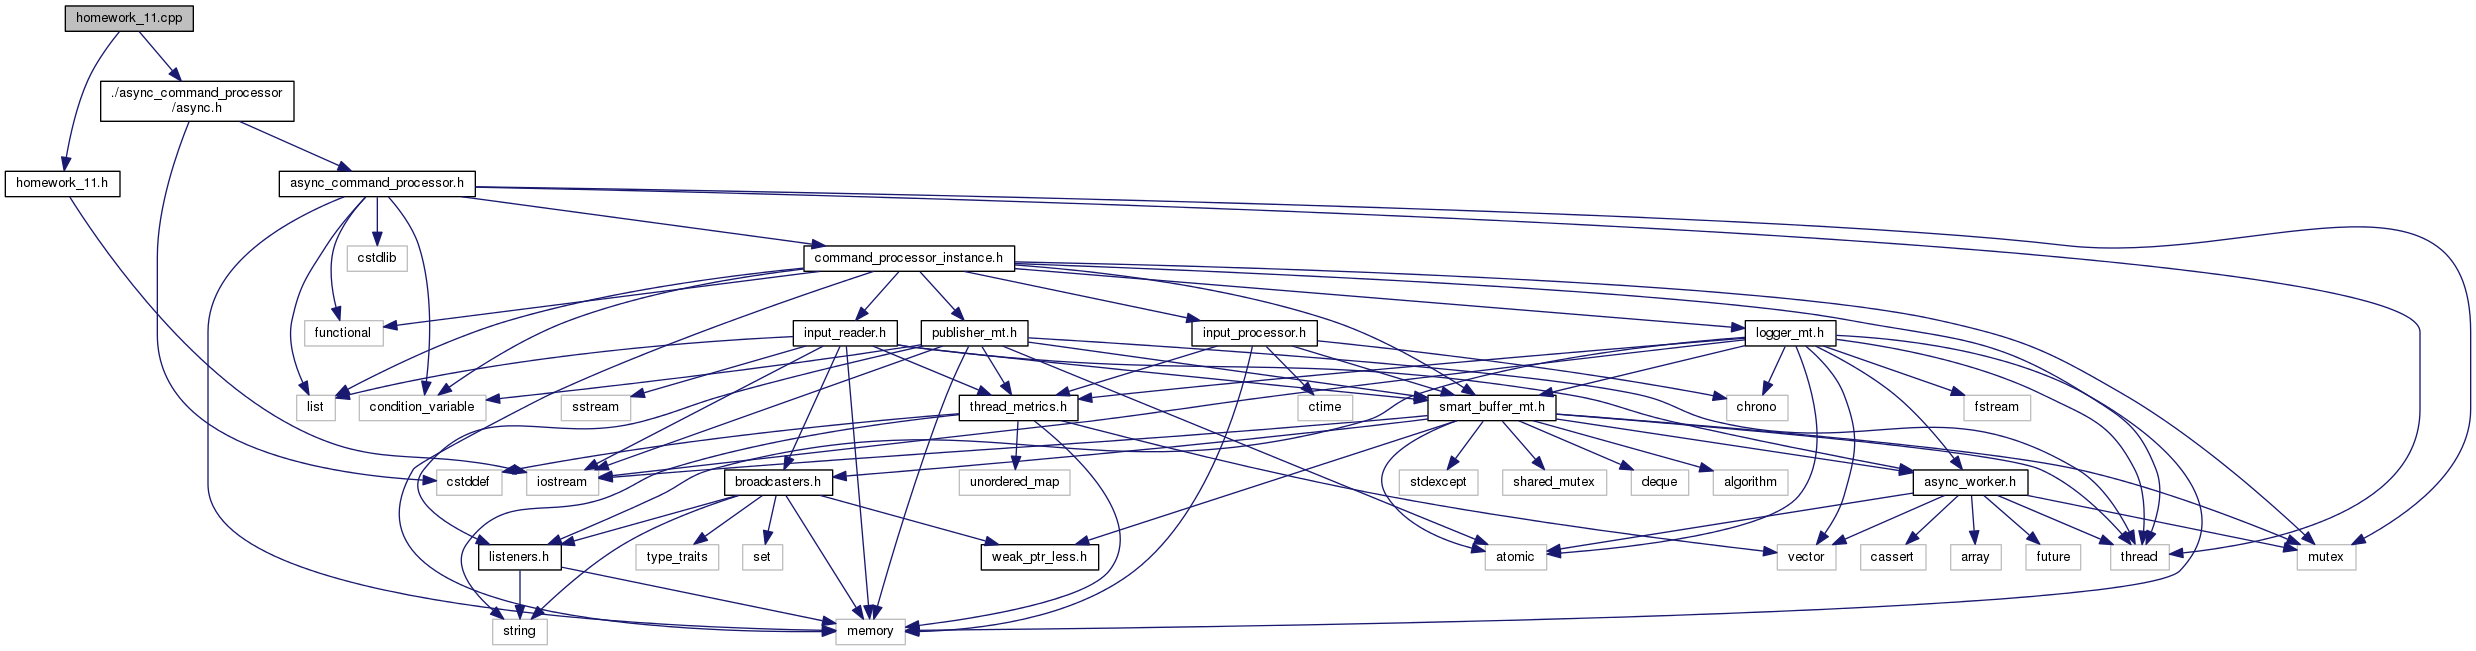 homework_11.cpp
./async_command_processor
/async.h
homework_11.h
async_command_processor.h
cstdlib
command_processor_instance.h
functional
input_reader.h
publisher_mt.h
input_processor.h
logger_mt.h
list
condition_variable
sstream
thread_metrics.h
ctime
smart_buffer_mt.h
chrono
fstream
cstddef
iostream
broadcasters.h
unordered_map
stdexcept
shared_mutex
deque
algorithm
async_worker.h
listeners.h
type_traits
set
weak_ptr_less.h
atomic
vector
cassert
array
future
thread
mutex
string
memory